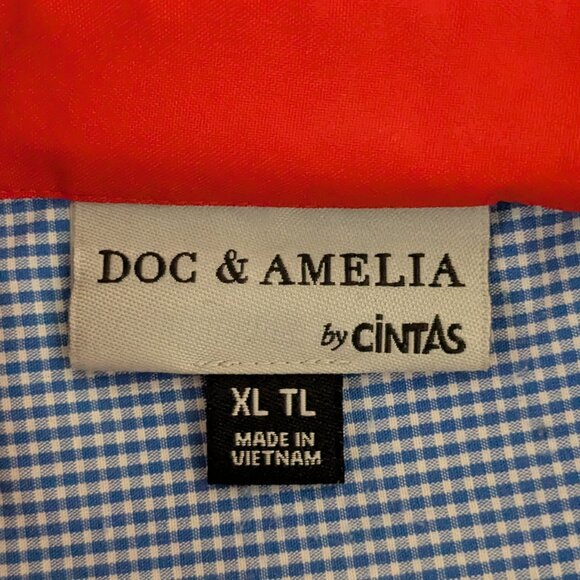 DOC & AMELIA
by CiNTAS
XL TL
MADE IN
VIETNAM